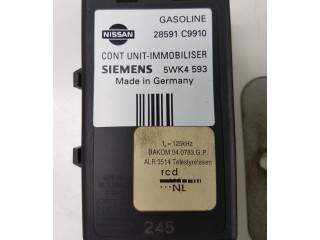 GASOLINE
NISSAN
28591 C9910
CONT UNIT-IMMOBILISER
SIEMENS 5WK4 593
Made in Germany
f₀ = 125kHz
BAKOM 94.0783.G.P.
ALR 3514 Telestyrelsen
rcd
NL
245